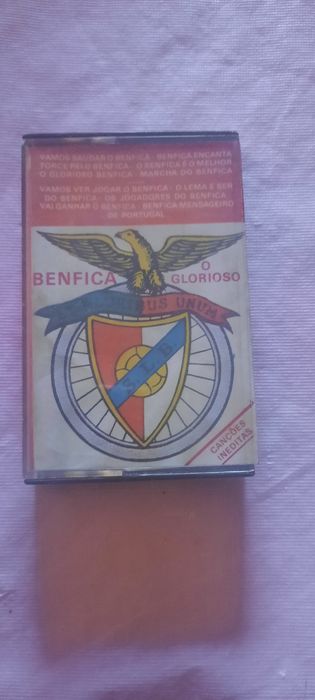 VAMOS SAUDAR O BENFICA - BENFICA ENCANTA
TORCE PELO BENFICA - O BENFICA É O MELHOR
O GLORIOSO BENFICA - MARCHA DO BENFICA
VAMOS VER JOGAR O BENFICA - O LEMA É SER
DO BENFICA - OS JOGADORES DO BENFICA
VAI GANHAR O BENFICA - BENFICA MENSAGEIRO
DE PORTUGAL
BENFICA
O
GLORIOSO
PLURIBUS UNUM
S.L.B.
CANÇÕES
INEDITAS